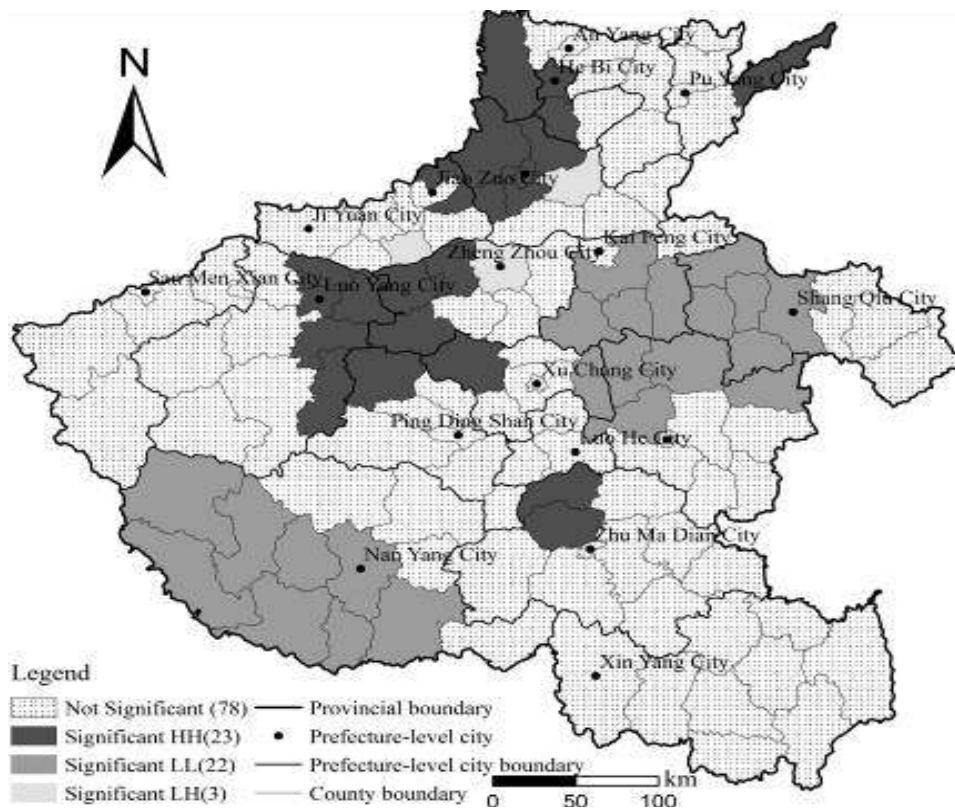 An Yang City
N
He Bi City
Pu Yang City
Jiao Zuo City
Ji Yuan City
Kai Feng City
Zheng Zhou City
San Men Xian City
Luo Yang City
Shang Qiu City
Xu Chang City
Ping Ding Shan City
Luo He City
Zhu Ma Dian City
Nan Yang City
Xin Yang City
Legend
Not Significant (78)
Provincial boundary
Significant HH(23)
Prefecture-level city
Significant LL(22)
Prefecture-level city boundary
Significant LH(3)
County boundary
km
0 50 100